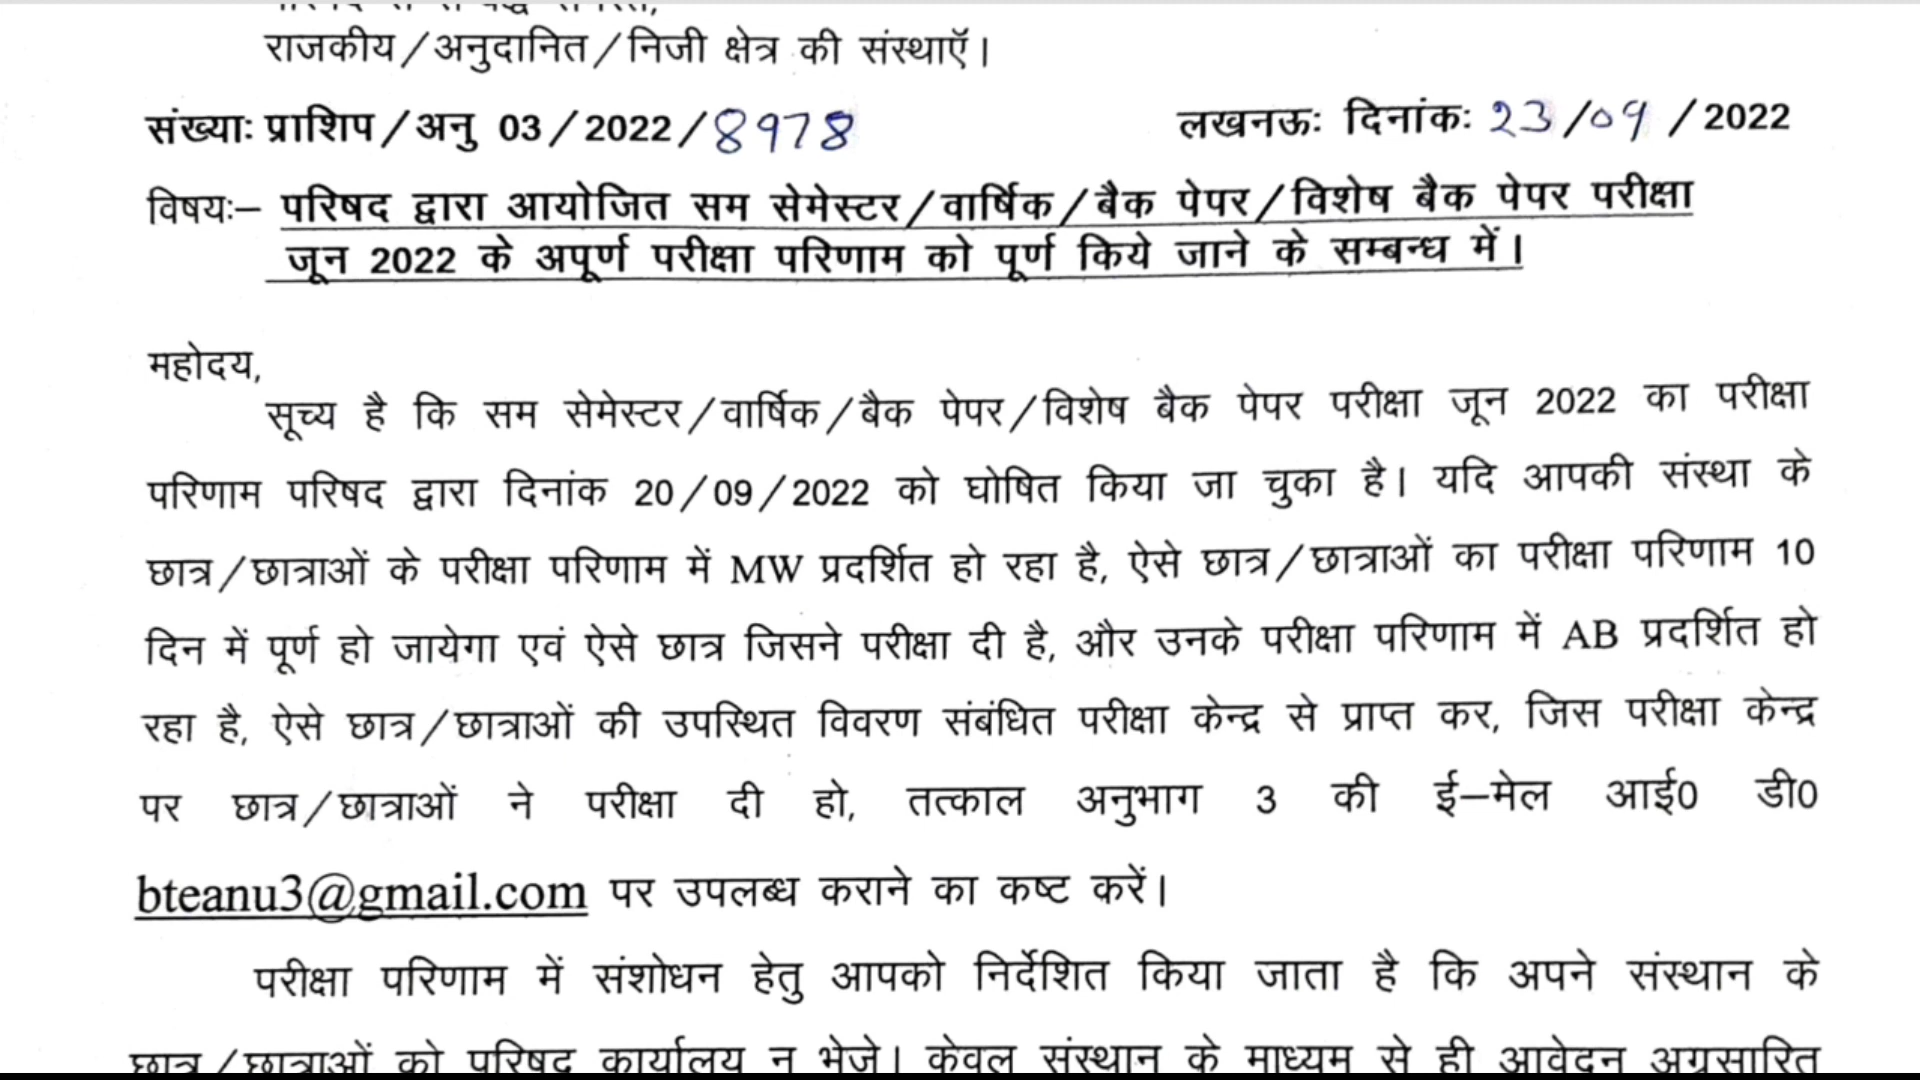 राजकीय/अनुदानित/निजी क्षेत्र की संस्थाएँ।
संख्याः प्राशिप/अनु 03/2022/8978 लखनऊः दिनांकः 23/09/2022
विषयः– परिषद द्वारा आयोजित सम सेमेस्टर/वार्षिक/बैक पेपर/विशेष बैक पेपर परीक्षा
जून 2022 के अपूर्ण परीक्षा परिणाम को पूर्ण किये जाने के सम्बन्ध में।
महोदय,
सूच्य है कि सम सेमेस्टर/वार्षिक/बैक पेपर/विशेष बैक पेपर परीक्षा जून 2022 का परीक्षा
परिणाम परिषद द्वारा दिनांक 20/09/2022 को घोषित किया जा चुका है। यदि आपकी संस्था के
छात्र/छात्राओं के परीक्षा परिणाम में MW प्रदर्शित हो रहा है, ऐसे छात्र/छात्राओं का परीक्षा परिणाम 10
दिन में पूर्ण हो जायेगा एवं ऐसे छात्र जिसने परीक्षा दी है, और उनके परीक्षा परिणाम में AB प्रदर्शित हो
रहा है, ऐसे छात्र/छात्राओं की उपस्थित विवरण संबंधित परीक्षा केन्द्र से प्राप्त कर, जिस परीक्षा केन्द्र
पर छात्र/छात्राओं ने परीक्षा दी हो, तत्काल अनुभाग 3 की ई–मेल आई0 डी0
bteanu3@gmail.com पर उपलब्ध कराने का कष्ट करें।
परीक्षा परिणाम में संशोधन हेतु आपको निर्देशित किया जाता है कि अपने संस्थान के
छात्र/छात्राओं को परिषद कार्यालय न भेजे। केवल संस्थान के माध्यम से ही आवेदन अग्रसारित